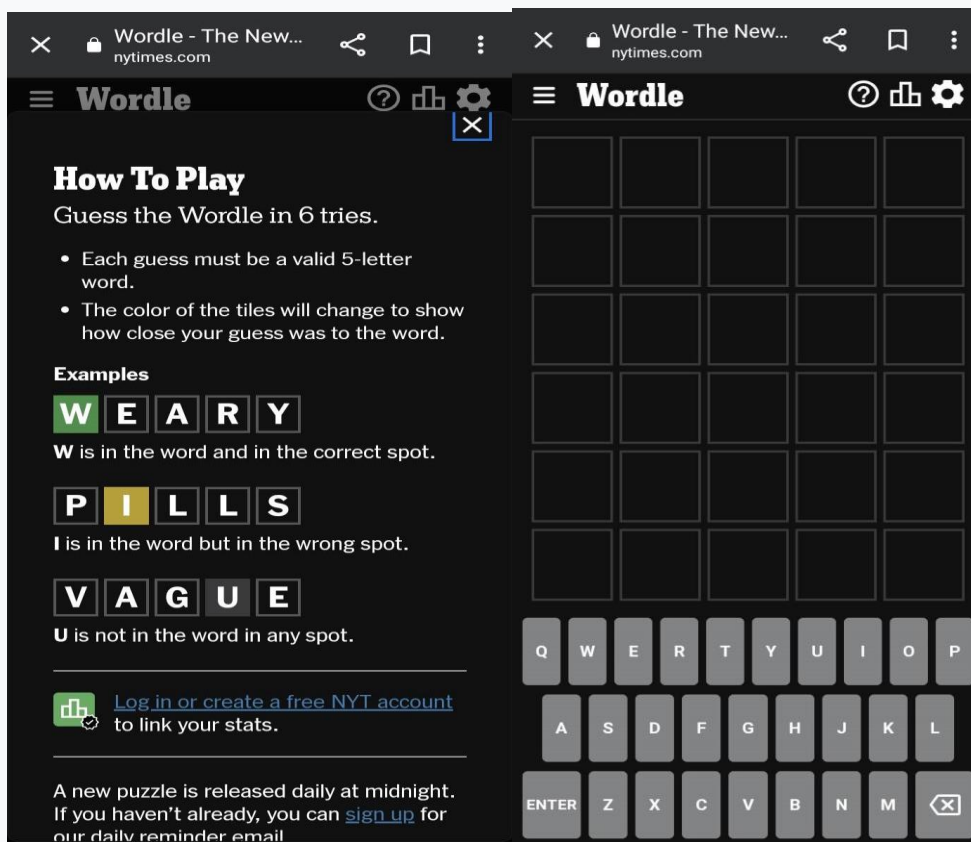 Wordle - The New...
nytimes.com
Wordle
How To Play
Guess the Wordle in 6 tries.
• Each guess must be a valid 5-letter
word.
• The color of the tiles will change to show
how close your guess was to the word.
Examples
W E A R Y
W is in the word and in the correct spot.
P I L L S
I is in the word but in the wrong spot.
V A G U E
U is not in the word in any spot.
Log in or create a free NYT account
to link your stats.
A new puzzle is released daily at midnight.
If you haven't already, you can sign up for
our daily reminder email
Wordle - The New...
nytimes.com
Wordle
Q W E R T Y U I O P
A S D F G H J K L
ENTER Z X C V B N M